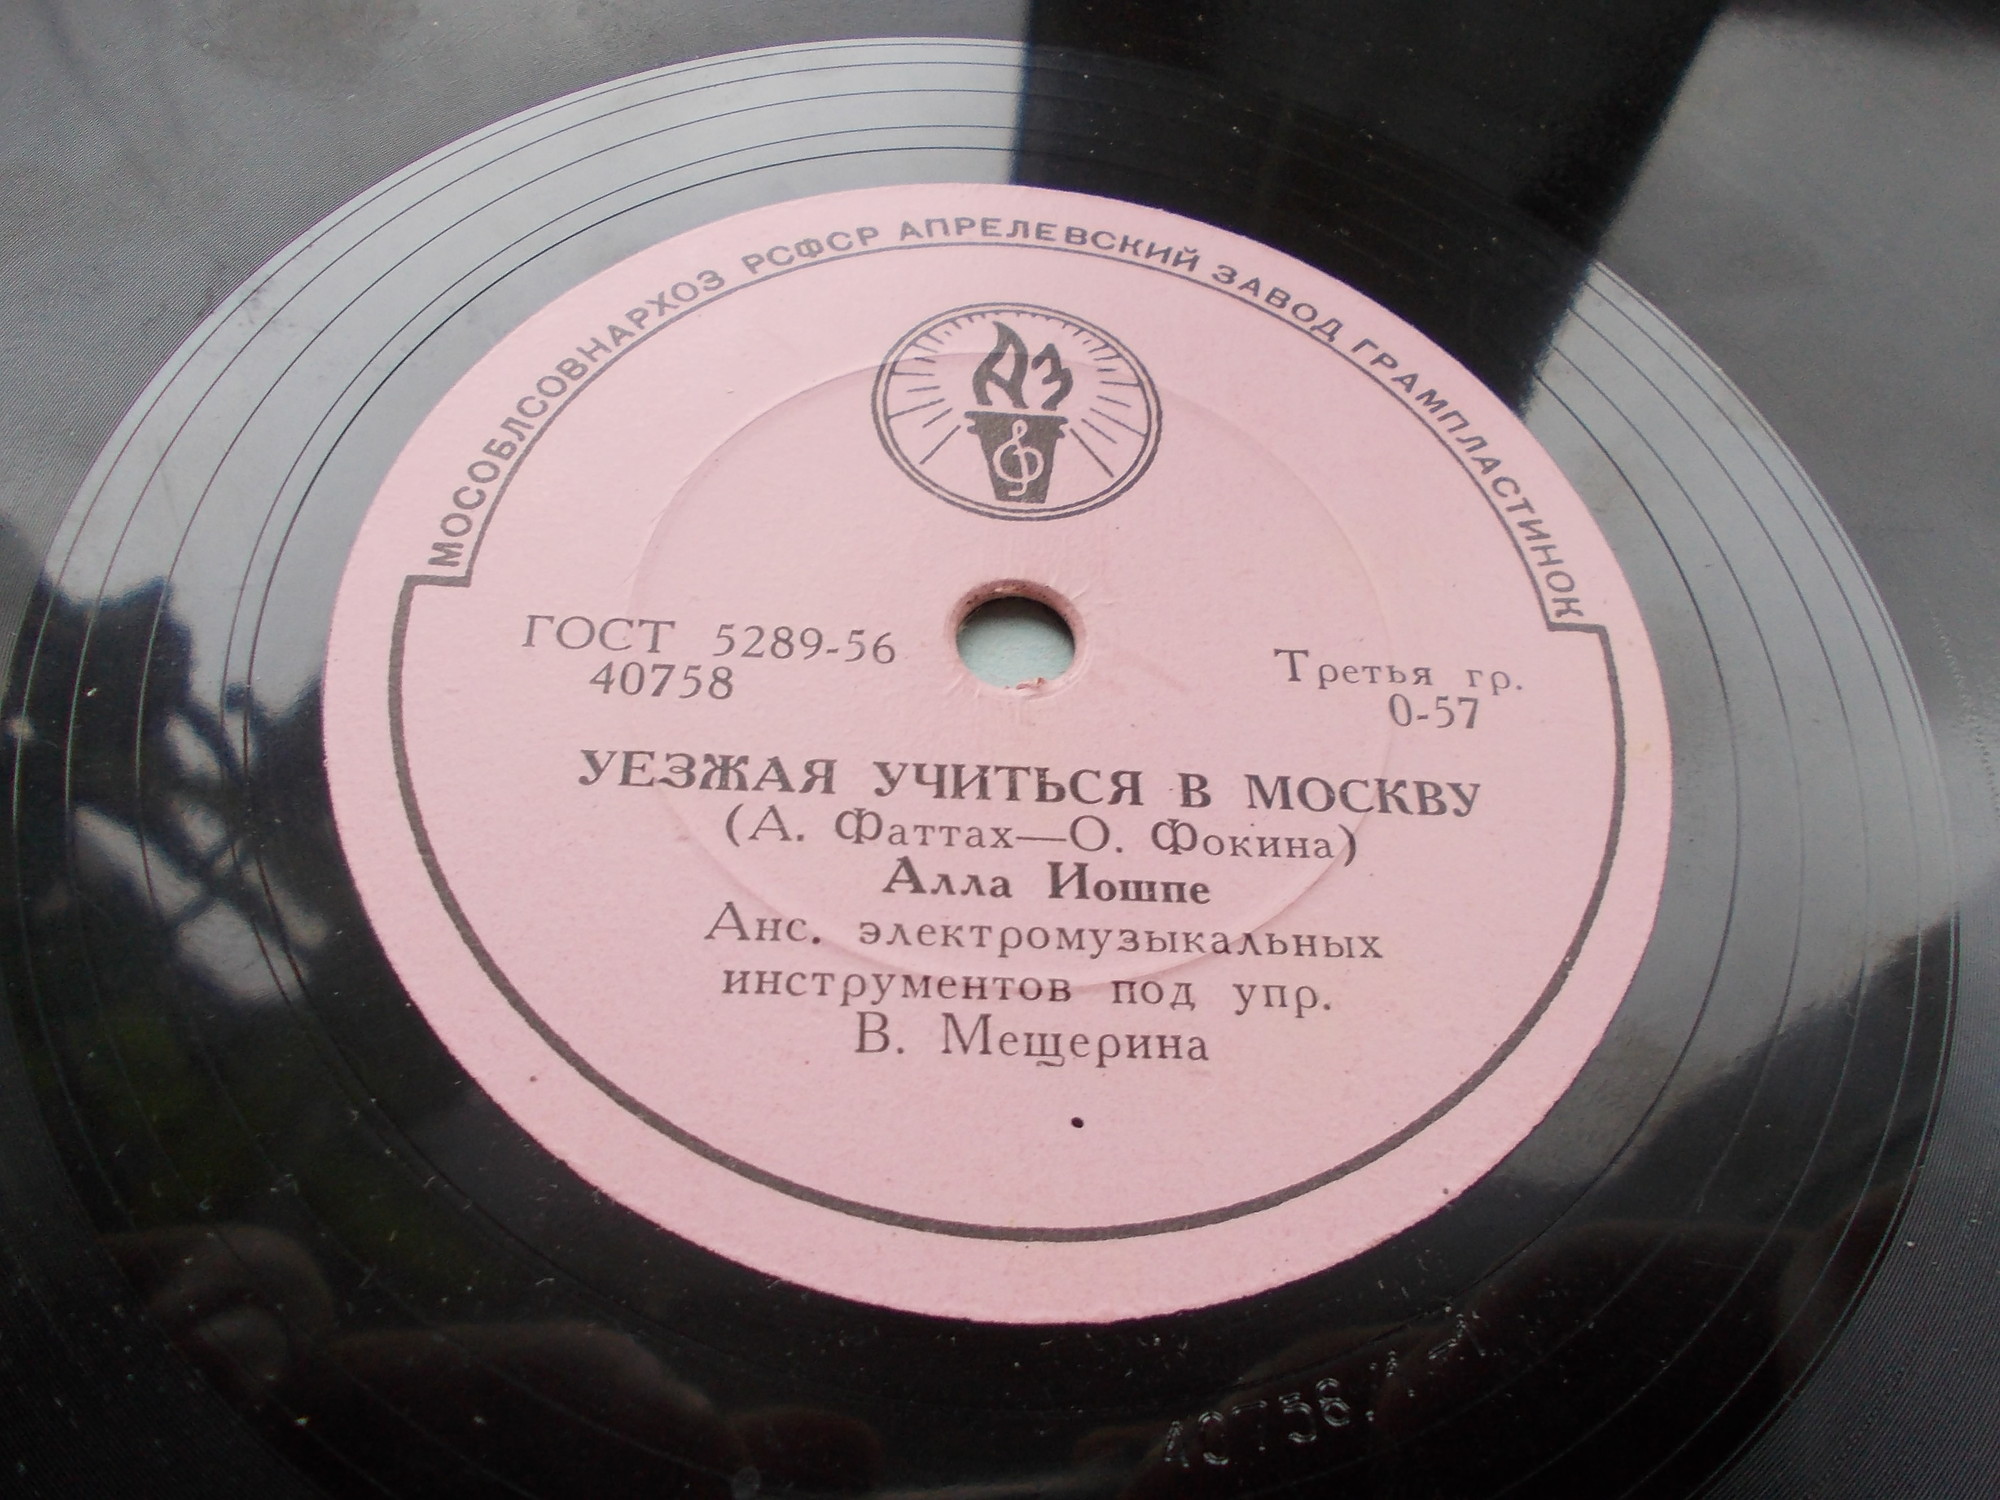 МОСОБЛСОВНАРХОЗ РСФСР АПРЕЛЕВСКИЙ ЗАВОД ГРАМПЛАСТИНОК
АЗ
ГОСТ 5289-56
40758
Третья гр.
0-57
УЕЗЖАЯ УЧИТЬСЯ В МОСКВУ
(А. Фаттах—О. Фокина)
Алла Иошпе
Анс. электромузыкальных
инструментов под упр.
В. Мещерина